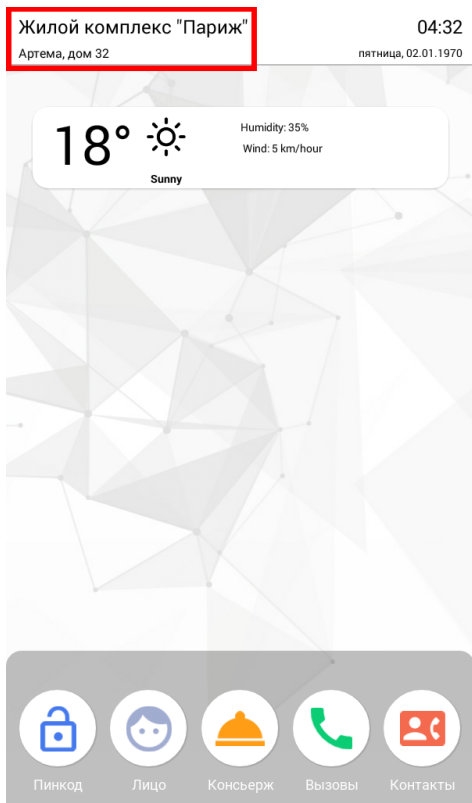 Жилой комплекс "Париж" 04:32
Артема, дом 32 пятница, 02.01.1970
18° Humidity: 35%
Wind: 5 km/hour
Sunny
Пинкод Лицо Консьерж Вызовы Контакты